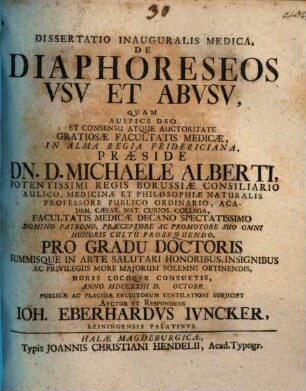 30
DISSERTATIO INAUGURALIS MEDICA,
DE
DIAPHORESEOS
VSV ET ABVSV,
QUAM
AUSPICE DEO
ET CONSENSU ATQUE AUCTORITATE
GRATIOSÆ FACULTATIS MEDICÆ,
IN ALMA REGIA FRIDERICIANA,
PRÆSIDE
DN. D. MICHAELE ALBERTI,
POTENTISSIMI REGIS BORUSSIÆ CONSILIARIO
AULICO, MEDICINÆ ET PHILOSOPHIÆ NATURALIS
PROFESSORE PUBLICO ORDINARIO, ACA-
DEM. CÆSAR. NAT. CURIOS. COLLEGA,
FACULTATIS MEDICÆ DECANO SPECTATISSIMO
DOMINO PATRONO, PRÆCEPTORE AC PROMOTORE SUO OMNI
HONORIS CULTU PROSEQUENDO,
PRO GRADU DOCTORIS
SUMMISQUE IN ARTE SALUTARI HONORIBUS, INSIGNIBUS
AC PRIVILEGIIS MORE MAJORUM SOLEMNI OBTINENDIS,
HORIS LOCOQUE CONSUETIS,
ANNO MDCCXXIII D. OCTOBR.
PUBLICÆ AC PLACIDÆ ERUDITORUM VENTILATIONI SUBJICIET
AUCTOR ET RESPONDENS
IOH. EBERHARDVS IVNCKER,
LEININGENSIS PALATINUS.
HALÆ MAGDEBURGICÆ,
Typis JOANNIS CHRISTIANI HENDELII, Acad. Typogr.